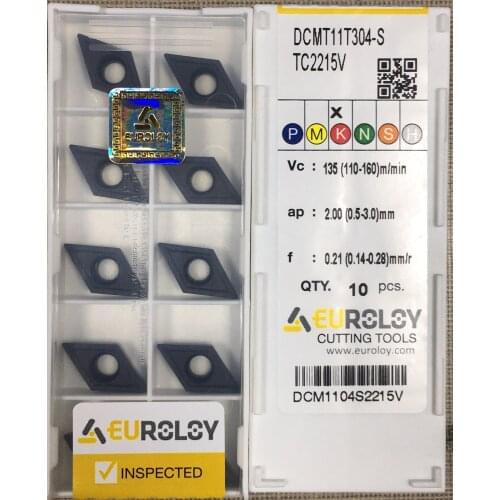 EUROLOY
EUROLOY
INSPECTED
DCMT11T304-S
TC2215V
X
P M K N S H
Vc : 135 (110-160)m/min
ap : 2.00 (0.5-3.0)mm
f : 0.21 (0.14-0.28)mm/r
QTY. 10 pcs.
EUROLOY
CUTTING TOOLS
www.euroloy.com
DCM1104S2215V